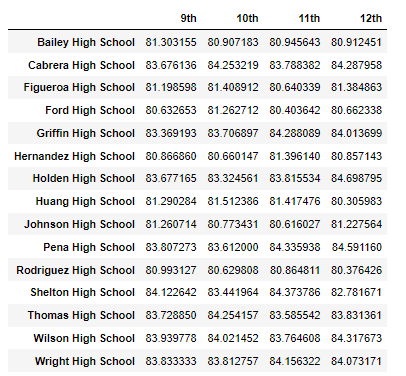 9th 10th 11th 12th
Bailey High School 81.303155 80.907183 80.945643 80.912451
Cabrera High School 83.676136 84.253219 83.788382 84.287958
Figueroa High School 81.198598 81.408912 80.640339 81.384863
Ford High School 80.632653 81.262712 80.403642 80.662338
Griffin High School 83.369193 83.706897 84.288089 84.013699
Hernandez High School 80.866860 80.660147 81.396140 80.857143
Holden High School 83.677165 83.324561 83.815534 84.698795
Huang High School 81.290284 81.512386 81.417476 80.305983
Johnson High School 81.260714 80.773431 80.616027 81.227564
Pena High School 83.807273 83.612000 84.335938 84.591160
Rodriguez High School 80.993127 80.629808 80.864811 80.376426
Shelton High School 84.122642 83.441964 84.373786 82.781671
Thomas High School 83.728850 84.254157 83.585542 83.831361
Wilson High School 83.939778 84.021452 83.764608 84.317673
Wright High School 83.833333 83.812757 84.156322 84.073171